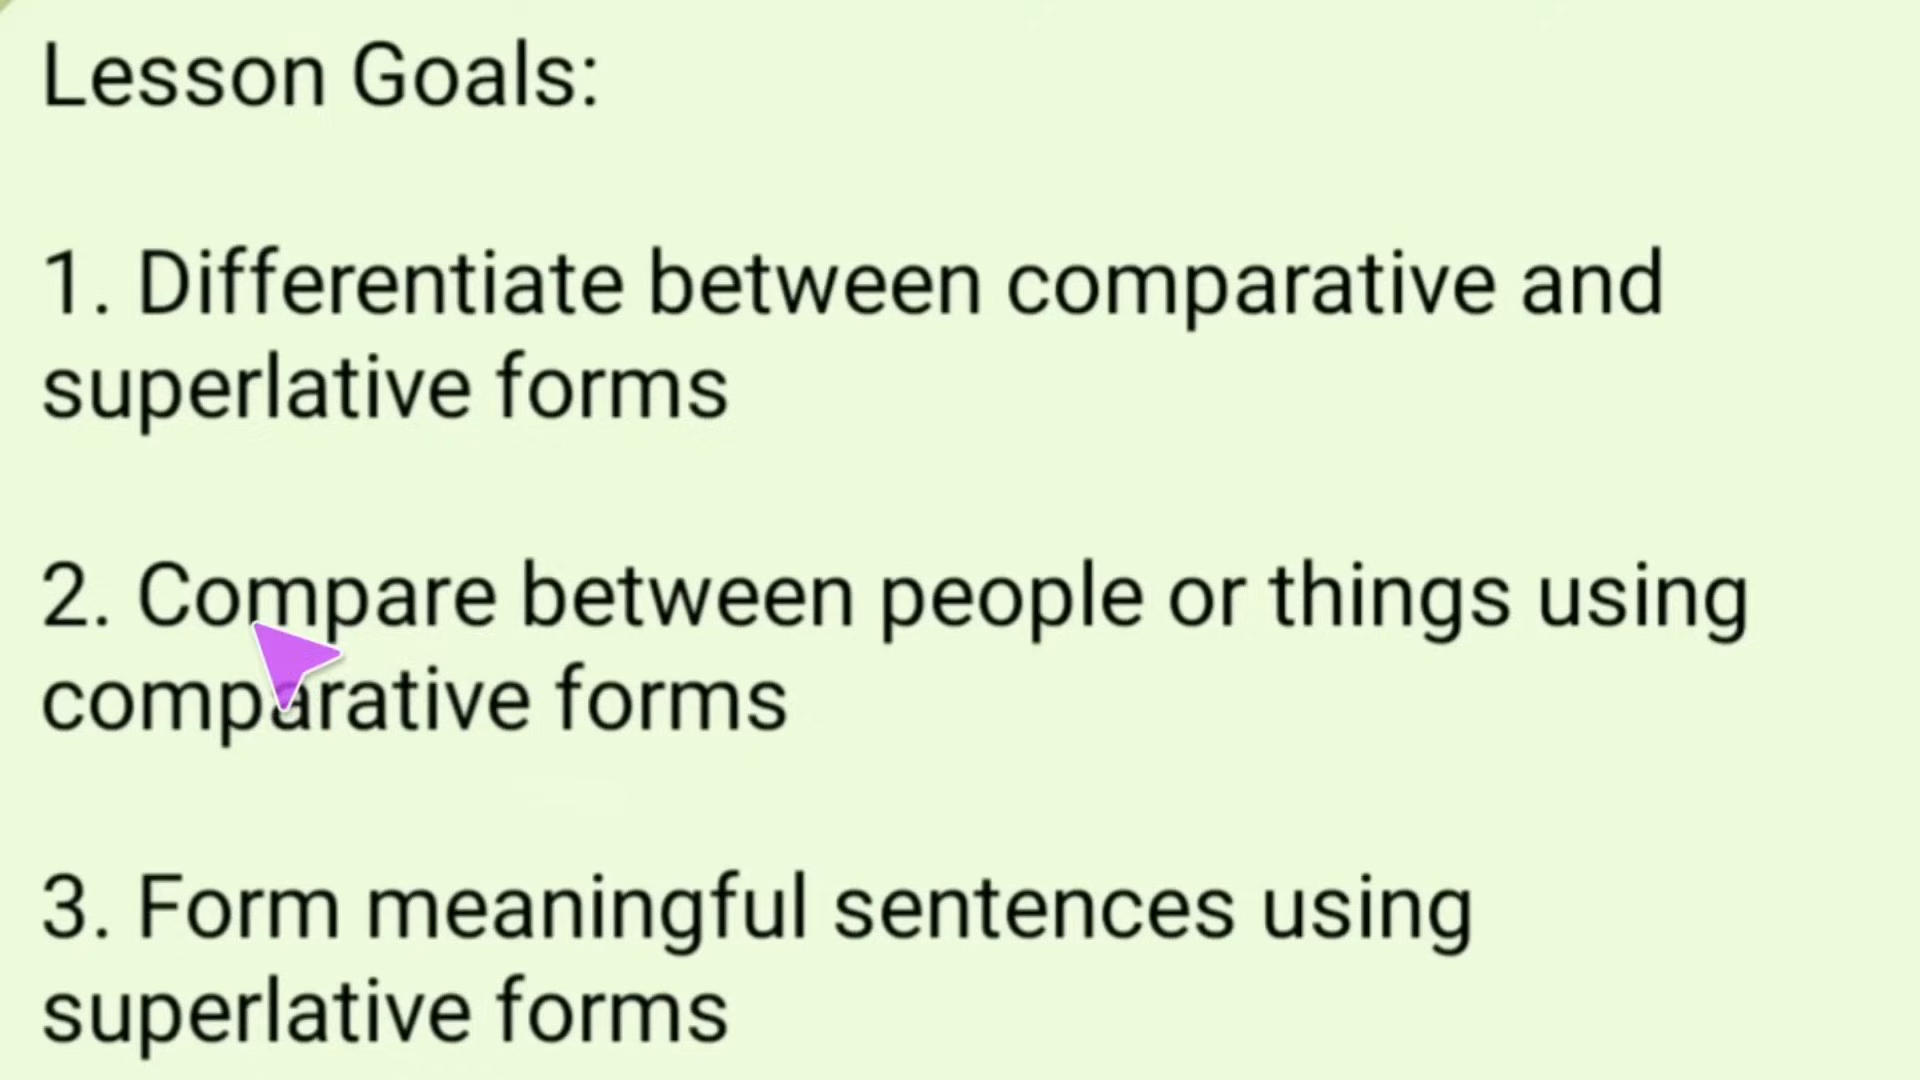 Lesson Goals:
1. Differentiate between comparative and
superlative forms
2. Compare between people or things using
comparative forms
3. Form meaningful sentences using
superlative forms